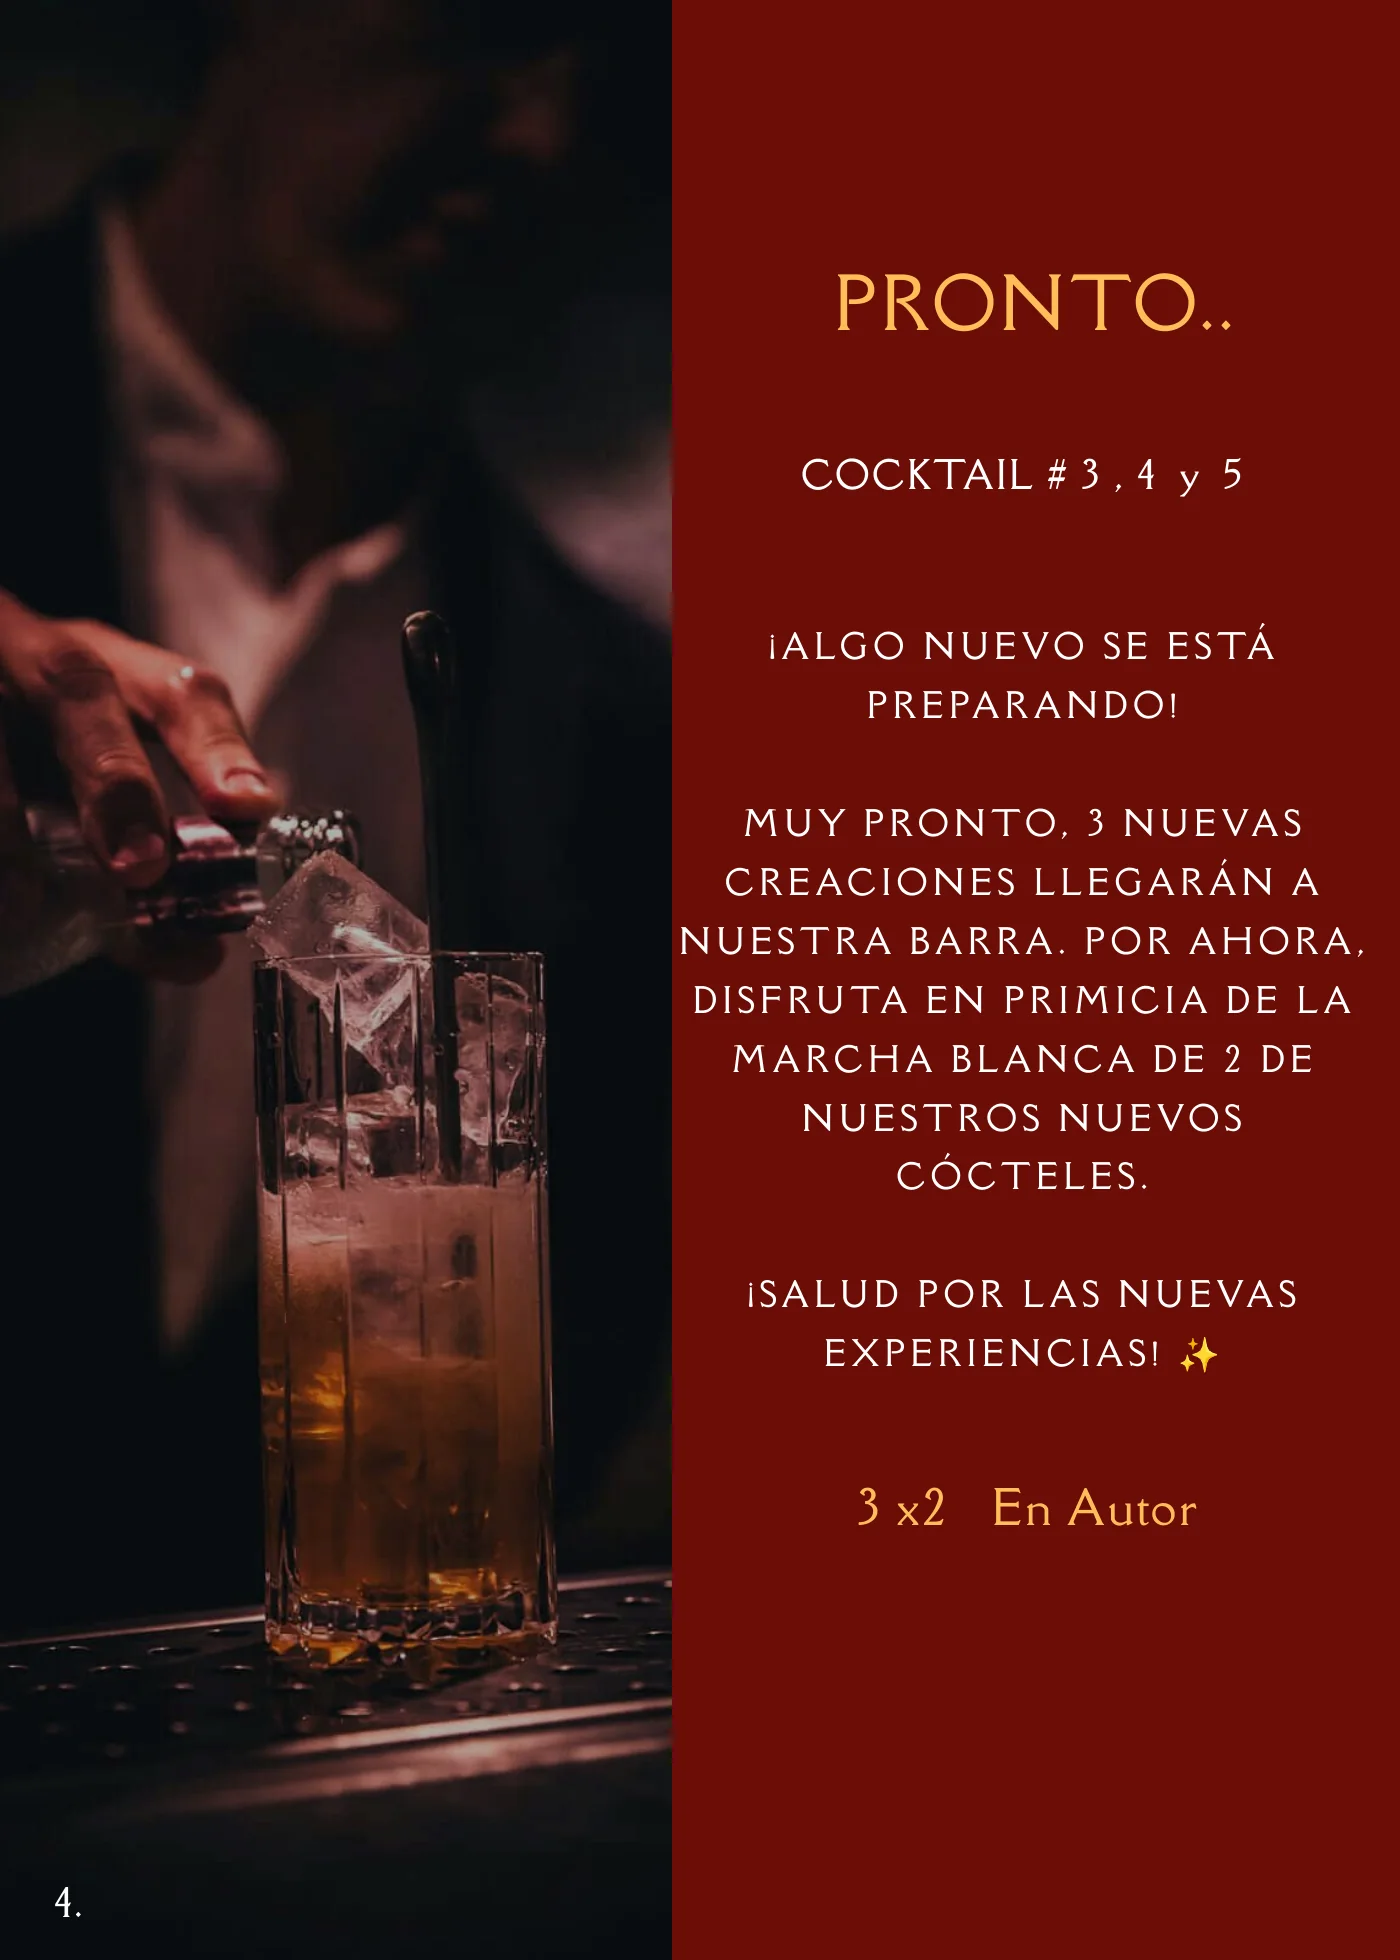 PRONTO..
COCKTAIL # 3 , 4 y 5
¡ALGO NUEVO SE ESTÁ
PREPARANDO!
MUY PRONTO, 3 NUEVAS
CREACIONES LLEGARÁN A
NUESTRA BARRA. POR AHORA,
DISFRUTA EN PRIMICIA DE LA
MARCHA BLANCA DE 2 DE
NUESTROS NUEVOS
CÓCTELES.
¡SALUD POR LAS NUEVAS
EXPERIENCIAS! ✨
3 x2 En Autor
4.